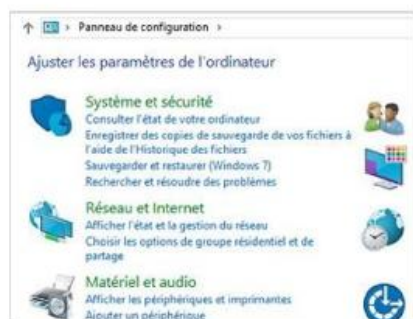 Panneau de configuration
Ajuster les paramètres de l'ordinateur
Système et sécurité
Consulter l'état de votre ordinateur
Enregistrer des copies de sauvegarde de vos fichiers à
l'aide de l'Historique des fichiers
Sauvegarder et restaurer (Windows 7)
Rechercher et résoudre des problèmes
Réseau et Internet
Afficher l'état et la gestion du réseau
Choisir les options de groupe résidentiel et de
partage
Matériel et audio
Afficher les périphériques et imprimantes
Ajouter un périphérique